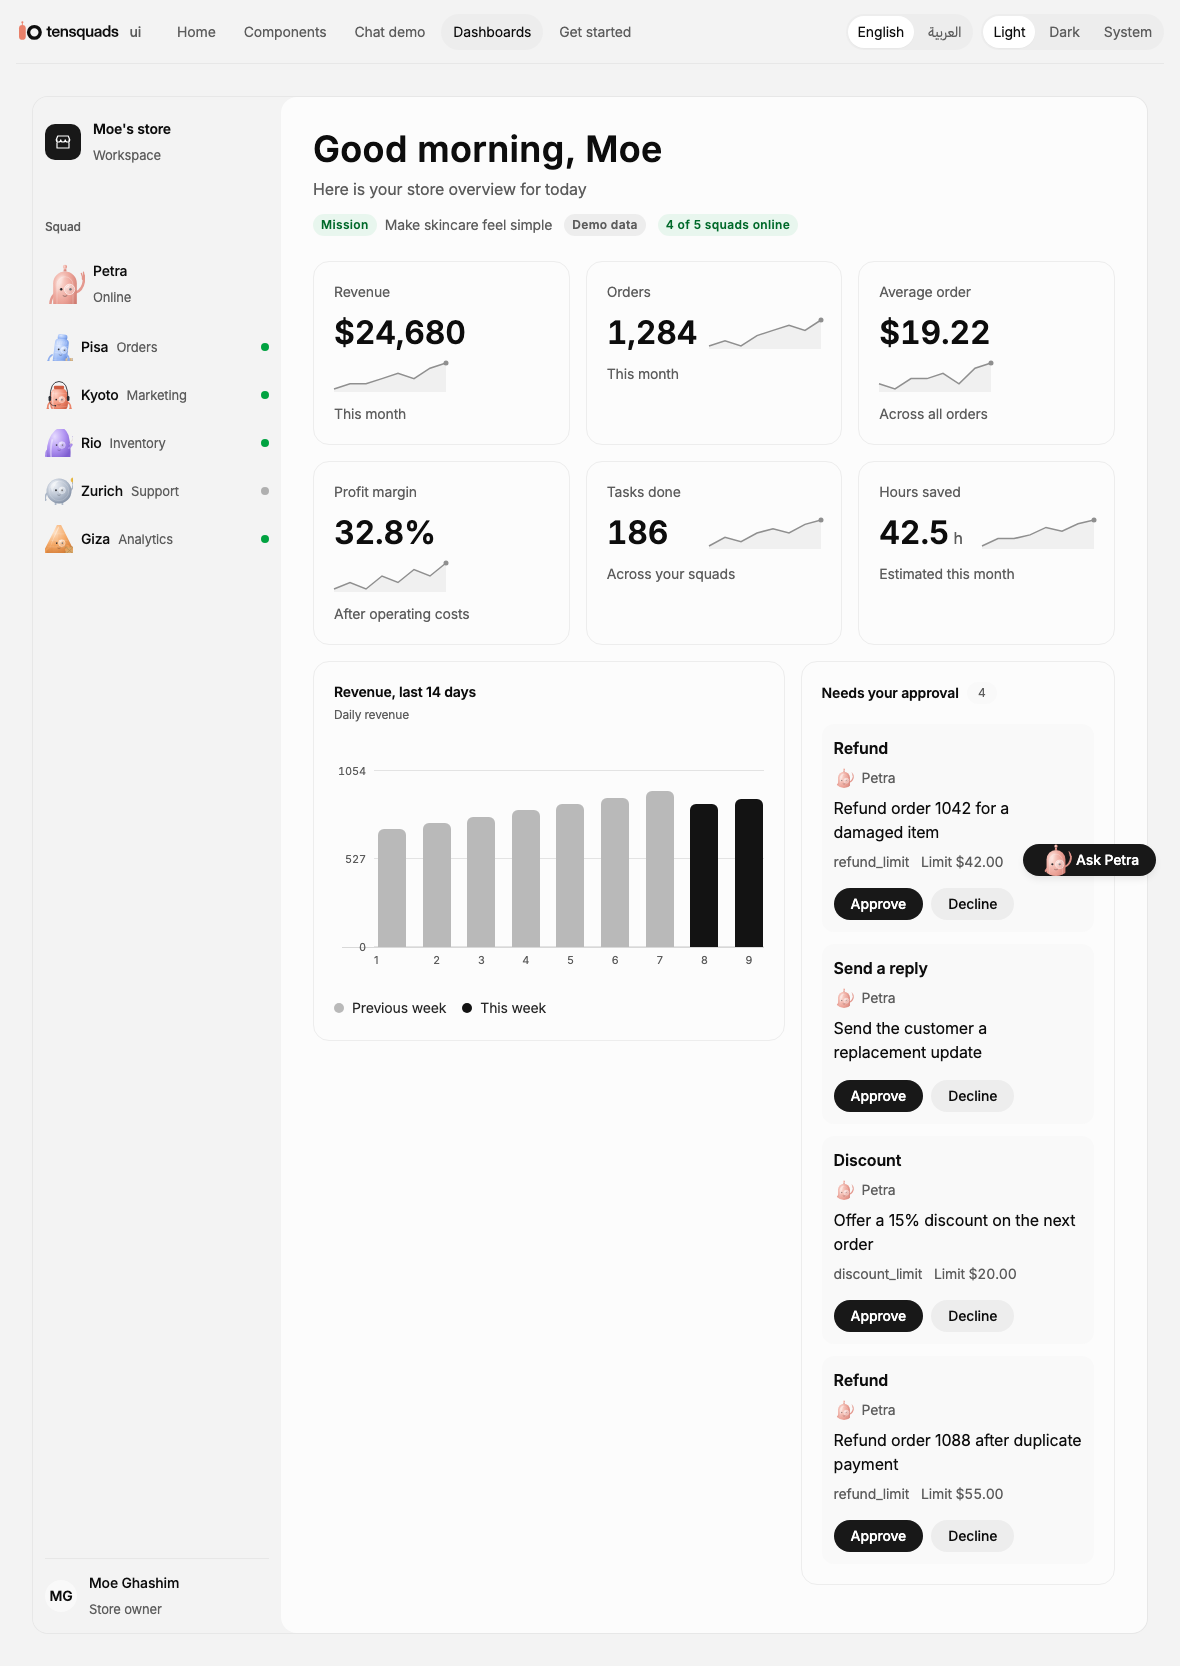 tensquads ui
Home Components Chat demo Dashboards Get started
English العربية Light Dark System
Moe's store
Workspace
Squad
Petra
Online
Pisa Orders
Kyoto Marketing
Rio Inventory
Zurich Support
Giza Analytics
Moe Ghashim
MG
Store owner
Good morning, Moe
Here is your store overview for today
Mission Make skincare feel simple Demo data 4 of 5 squads online
Revenue
$24,680
This month
Orders
1,284
This month
Average order
$19.22
Across all orders
Profit margin
32.8%
After operating costs
Tasks done
186
Across your squads
Hours saved
42.5 h
Estimated this month
Revenue, last 14 days
Daily revenue
1054
527
0
1 2 3 4 5 6 7 8 9
Previous week This week
Needs your approval 4
Refund
Petra
Refund order 1042 for a
damaged item
refund_limit Limit $42.00
Ask Petra
Approve Decline
Send a reply
Petra
Send the customer a
replacement update
Approve Decline
Discount
Petra
Offer a 15% discount on the next
order
discount_limit Limit $20.00
Approve Decline
Refund
Petra
Refund order 1088 after duplicate
payment
refund_limit Limit $55.00
Approve Decline